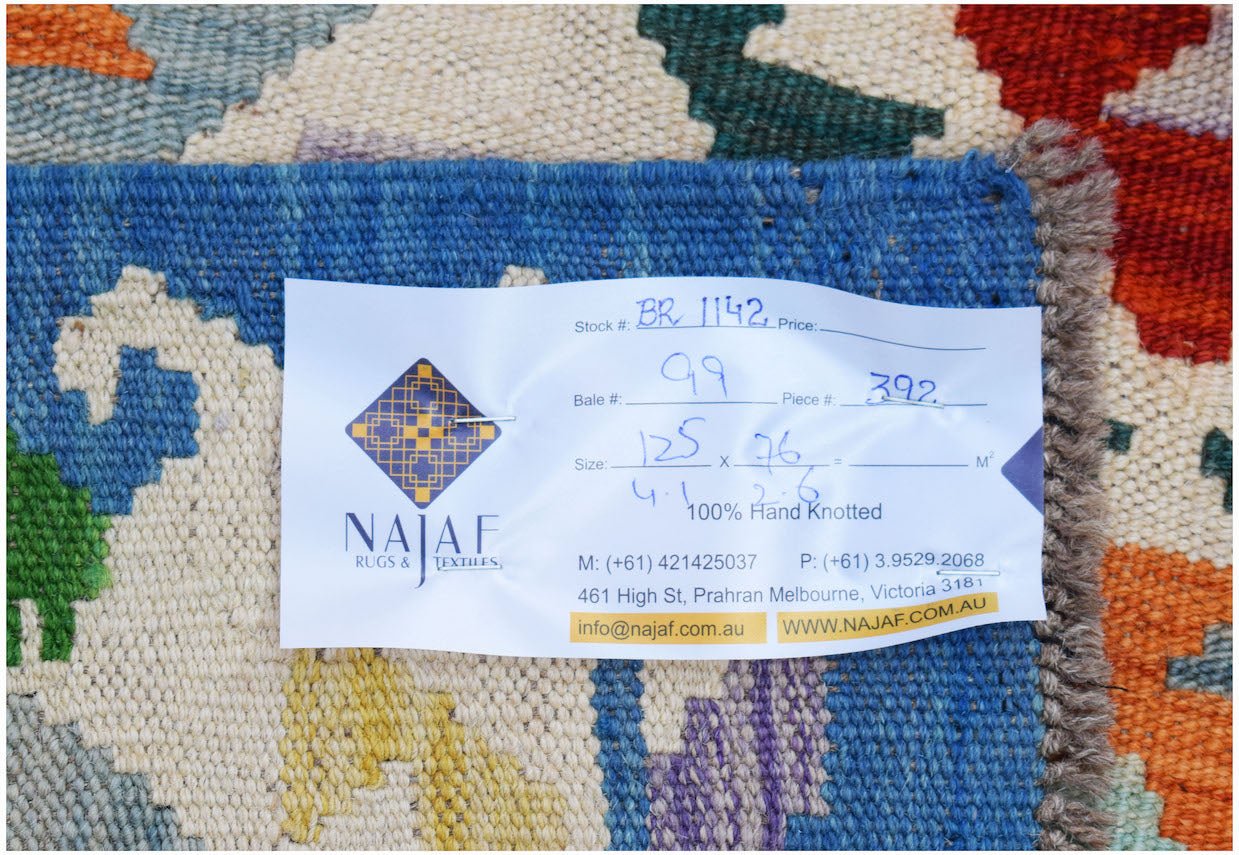 Stock #: BR 1142 Price:
Bale #: 99 Piece #: 392
Size: 125 X 76 = M²
4.1 2.6
100% Hand Knotted
NAJAF
RUGS & TEXTILES
M: (+61) 421425037 P: (+61) 3.9529.2068
461 High St, Prahran Melbourne, Victoria 3181
info@najaf.com.au WWW.NAJAF.COM.AU